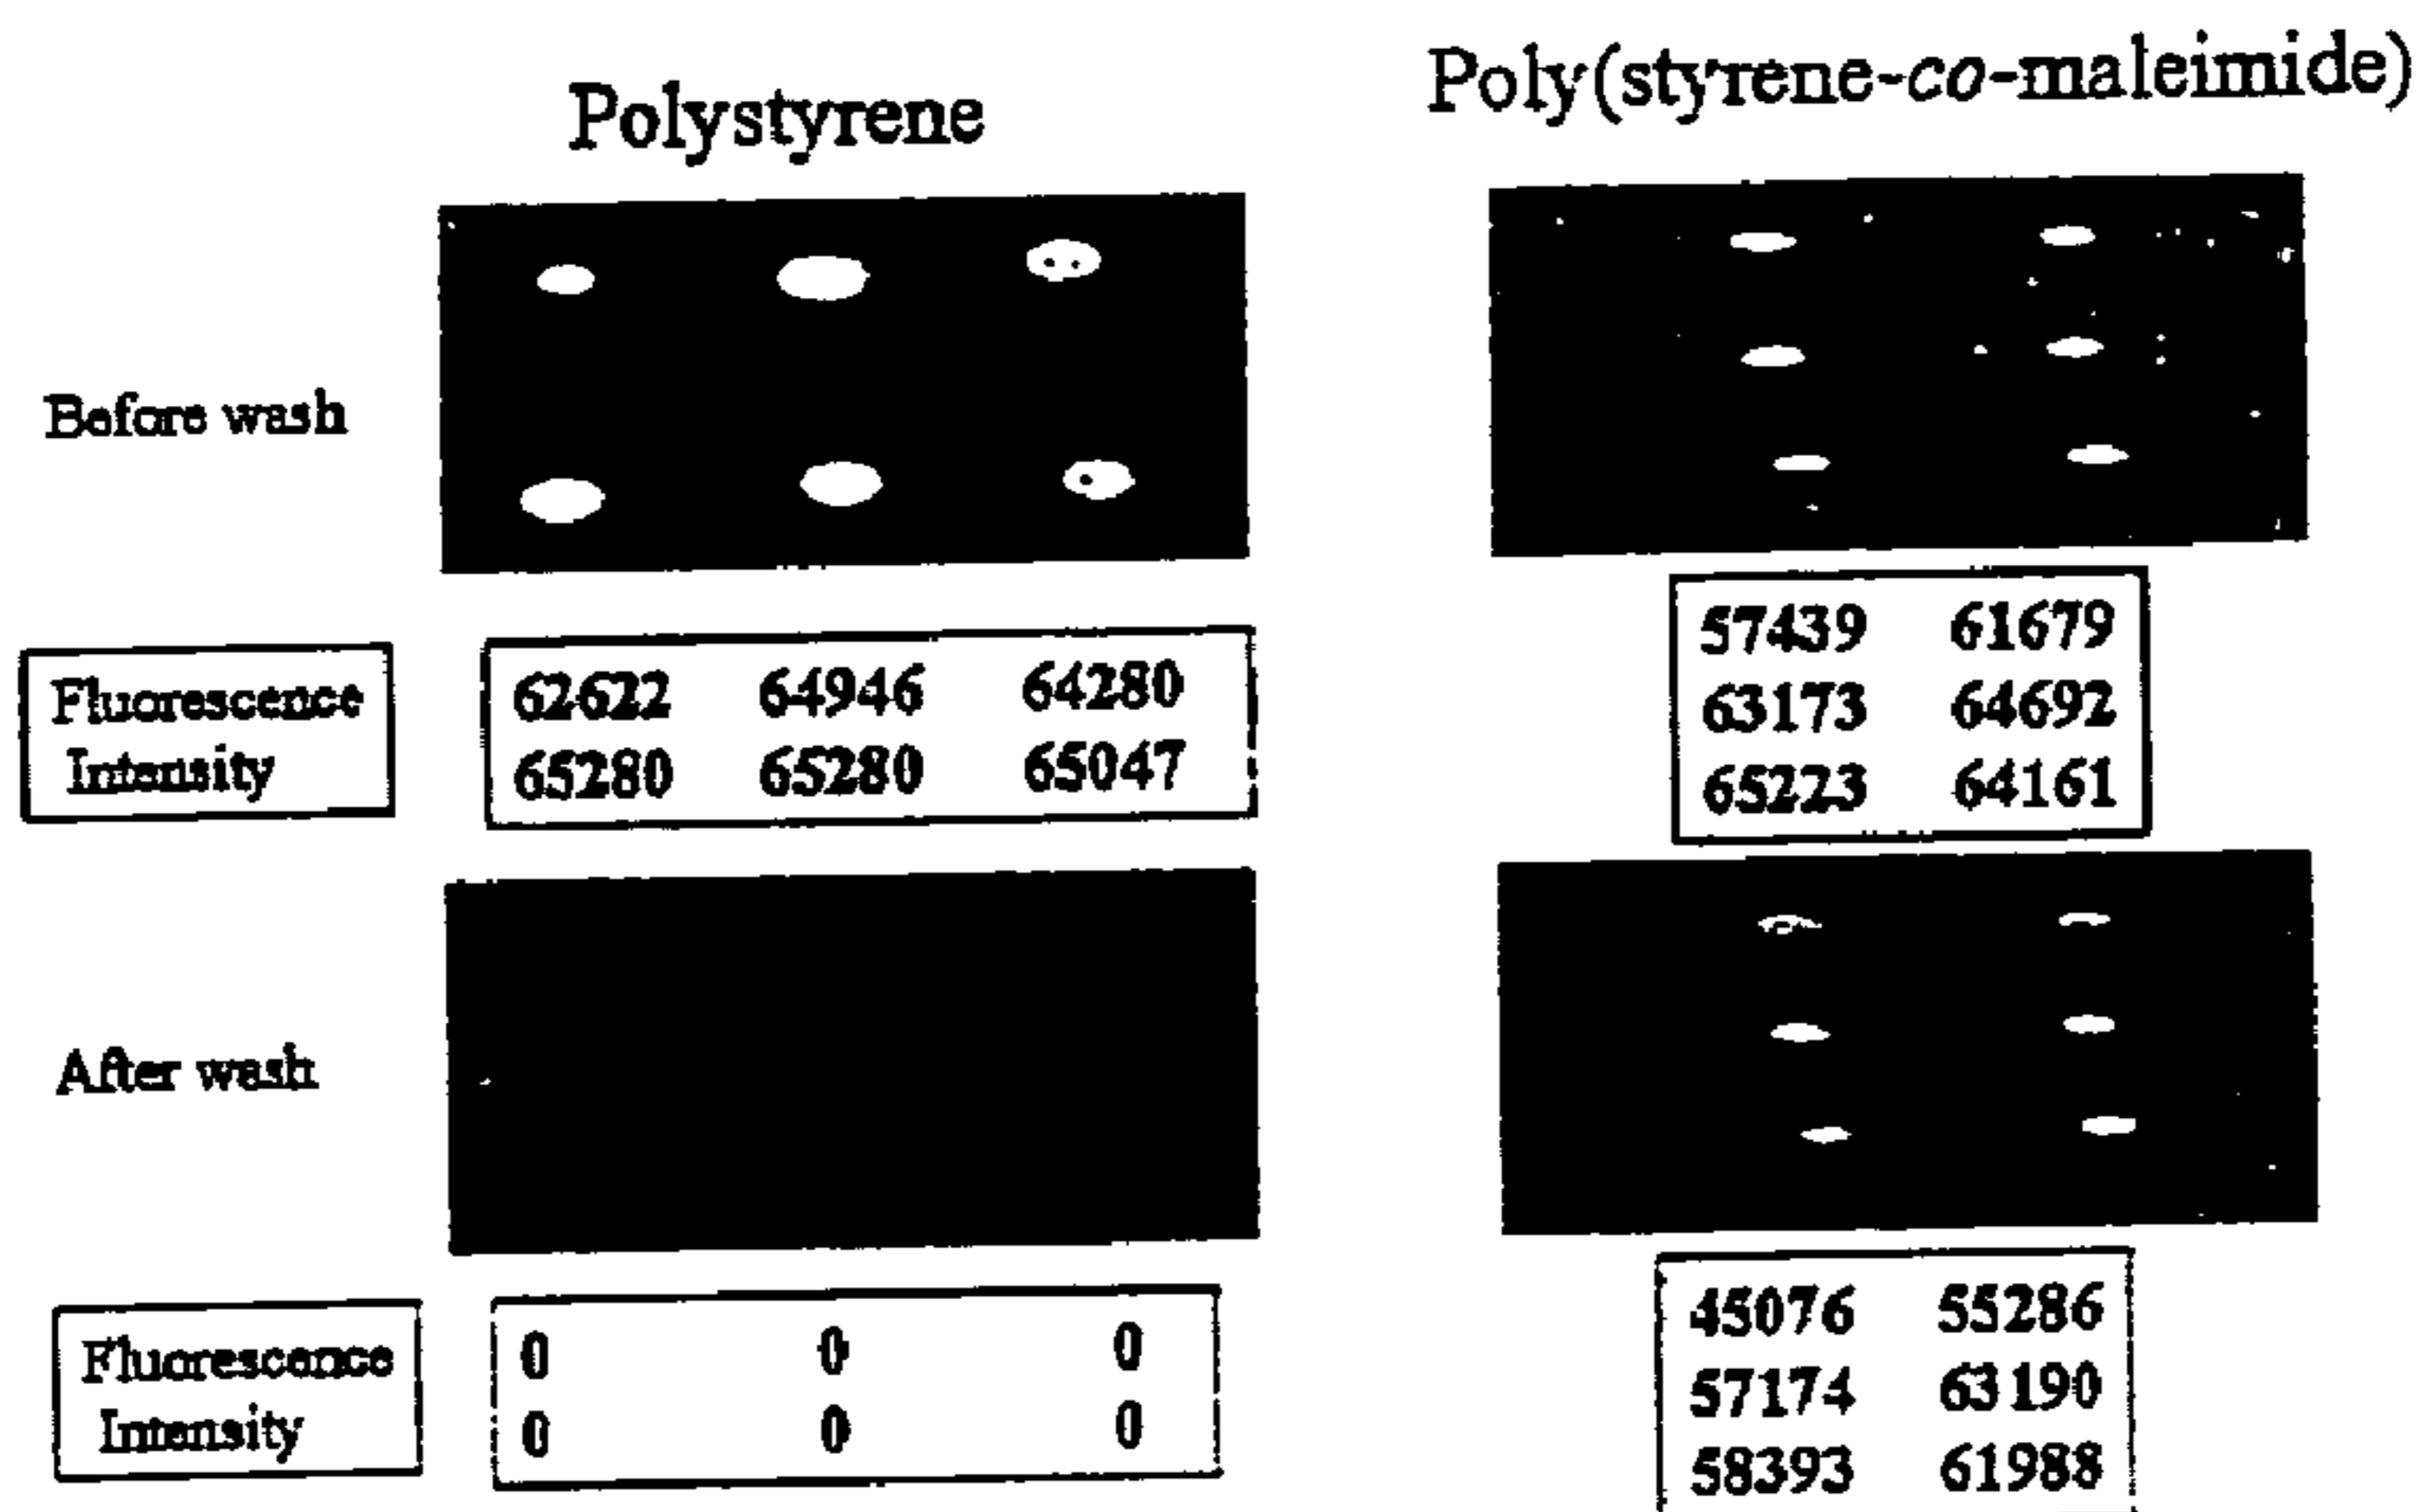 Polystyrene
Poly(styrene-co-maleimide)
Before wash
Fluorescence
Intensity
62622 64946 64280
65280 65280 65047
57439 61679
63173 64692
65223 64161
After wash
Fluorescence
Intensity
0 0 0
0 0 0
45076 55286
57174 63190
58393 61988